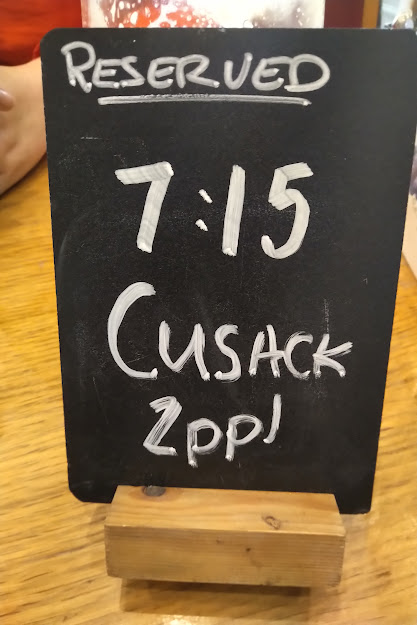 RESERVED
7:15
CUSACK
2ppl